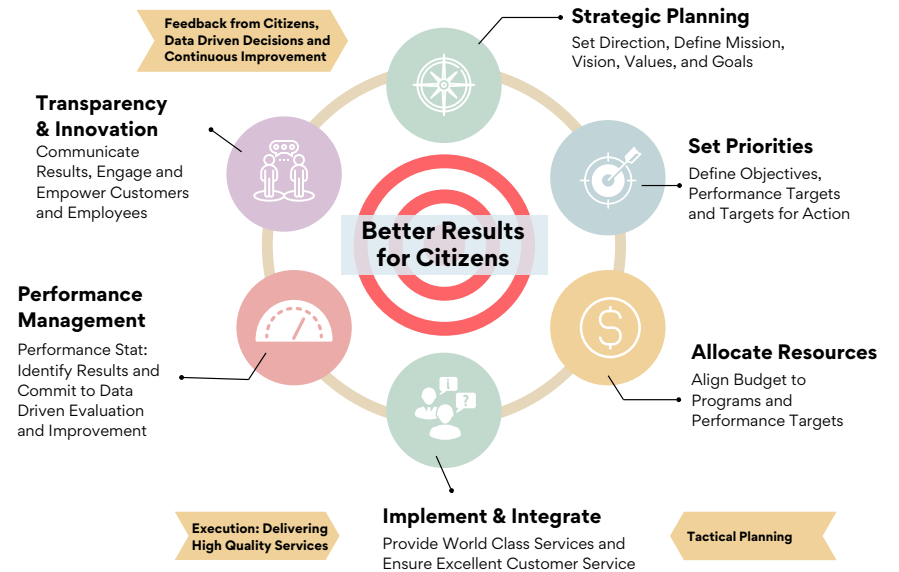 Feedback from Citizens,
Data Driven Decisions and
Continuous Improvement
Strategic Planning
Set Direction, Define Mission,
Vision, Values, and Goals
Transparency
& Innovation
Communicate
Results, Engage and
Empower Customers
and Employees
Set Priorities
Define Objectives,
Performance Targets
and Targets for Action
Better Results
for Citizens
Performance
Management
Performance Stat:
Identify Results and
Commit to Data
Driven Evaluation
and Improvement
$
Allocate Resources
Align Budget to
Programs and
Performance Targets
i
?
Implement & Integrate
Provide World Class Services and
Ensure Excellent Customer Service
Execution: Delivering
High Quality Services
Tactical Planning